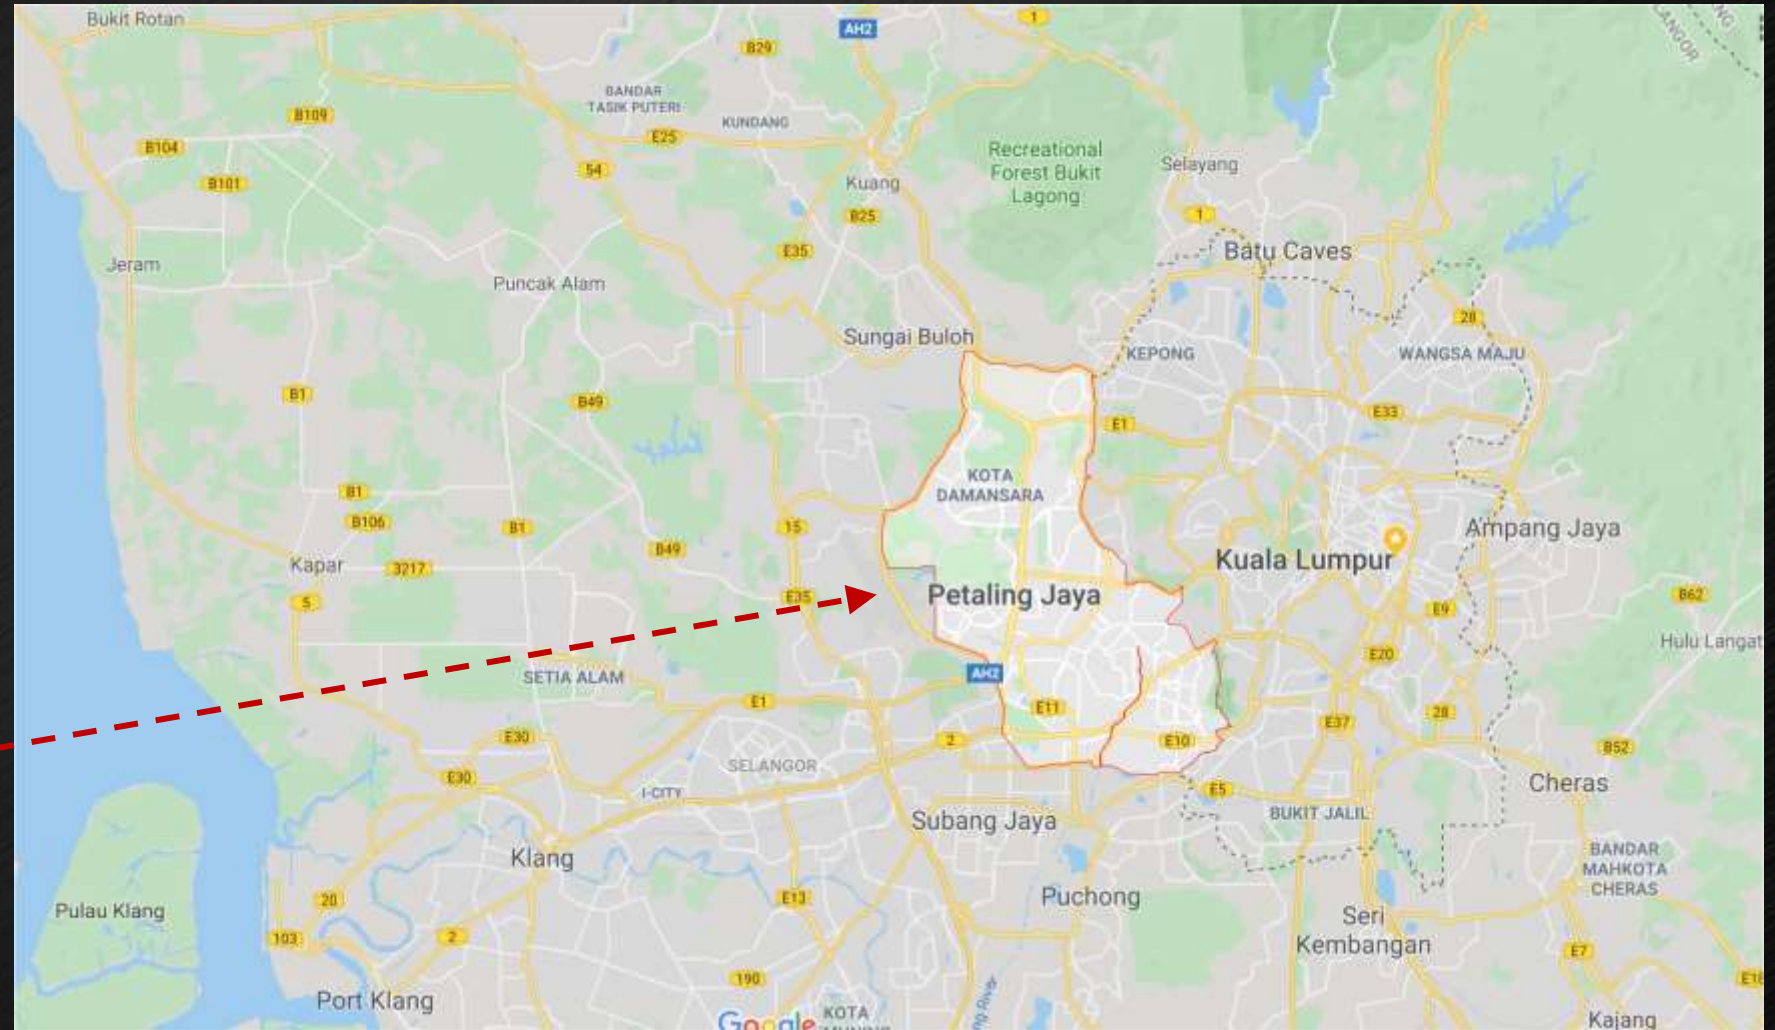 Bukit Rotan
1
AH2
B29
LANGOR
NG
BANDAR
TASIK PUTERI
B109
KUNDANG
E25
B104
Recreational
Forest Bukit
Lagong
Selayang
54
B101
Kuang
B25
1
E35
Batu Caves
Jeram
Puncak Alam
28
Sungai Buloh
KEPONG
WANGSA MAJU
B1
B49
E33
E1
KOTA
DAMANSARA
B1
B106
B1
15
Ampang Jaya
B49
Kuala Lumpur
Kapar
3217
5
E35
Petaling Jaya
B62
E9
Hulu Langat
E20
SETIA ALAM
AH2
E1
E11
28
E37
E30
2
E10
B52
SELANGOR
E30
Cheras
I-CITY
E5
BUKIT JALIL
Subang Jaya
Klang
BANDAR
MAHKOTA
CHERAS
20
E13
Puchong
Pulau Klang
Seri
Kembangan
103
2
E7
190
E18
Port Klang
Google
KOTA
ng River
Kajang